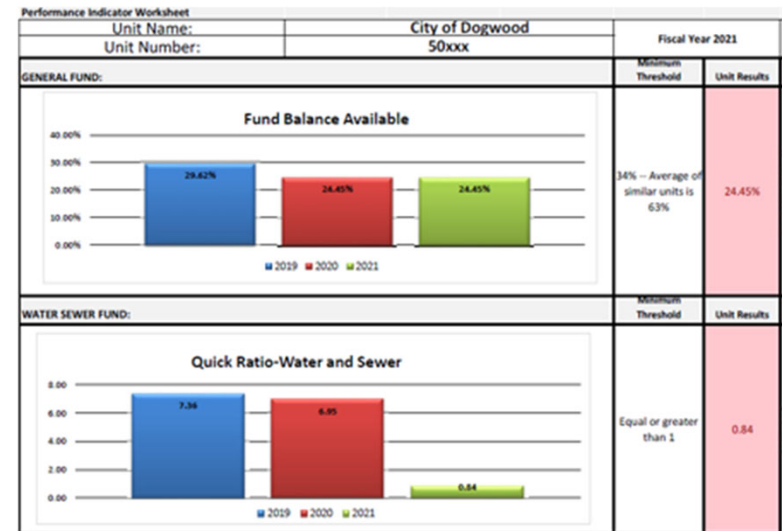 Performance Indicator Worksheet
Unit Name: City of Dogwood
Unit Number: 50xxx
Fiscal Year 2021
GENERAL FUND:
Minimum
Threshold
Unit Results
Fund Balance Available
40.00%
30.00%
20.00%
10.00%
0.00%
29.62%
24.45%
24.45%
2019 2020 2021
34% -- Average of
similar units is
63%
24.45%
WATER SEWER FUND:
Minimum
Threshold
Unit Results
Quick Ratio-Water and Sewer
8.00
6.00
4.00
2.00
0.00
7.36
6.95
0.84
2019 2020 2021
Equal or greater
than 1
0.84